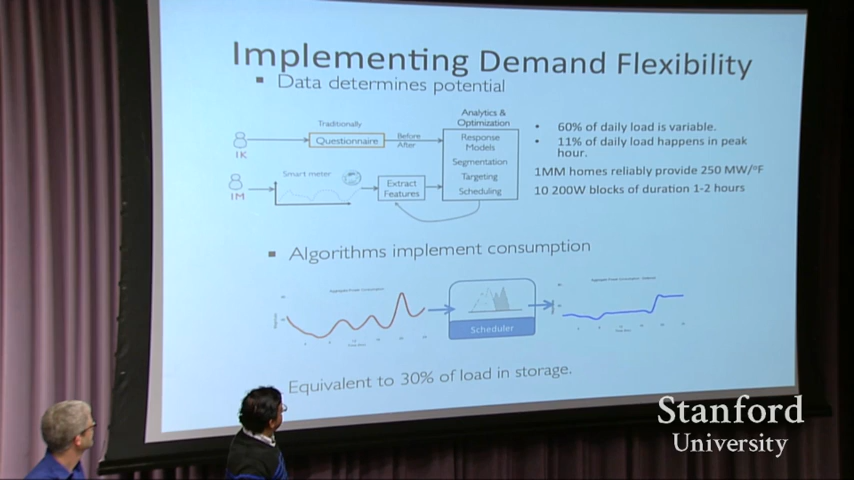 Implementing Demand Flexibility
▪ Data determines potential
Traditionally
Analytics &
Optimization
1K
Questionnaire
Before
After
Response
Models
Segmentation
Targeting
Scheduling
1M
Smart meter
Extract
Features
• 60% of daily load is variable.
• 11% of daily load happens in peak
hour.
1MM homes reliably provide 250 MW/°F
10 200W blocks of duration 1-2 hours
▪ Algorithms implement consumption
Scheduler
Equivalent to 30% of load in storage.
Stanford
University